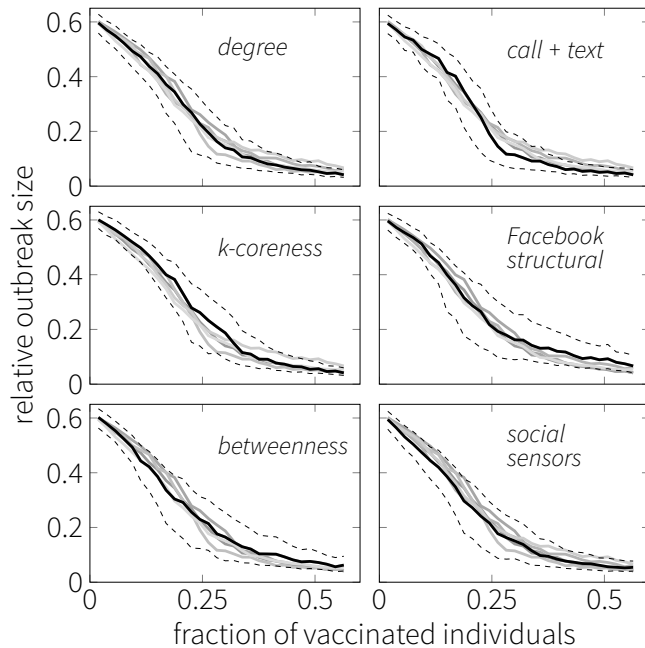 0.6
0.4
0.2
0
degree
call + text
relative outbreak size
0.6
0.4
0.2
0
k-coreness
Facebook
structural
0.6
0.4
0.2
0
betweenness
social
sensors
0
0.25
0.5
0
0.25
0.5
fraction of vaccinated individuals